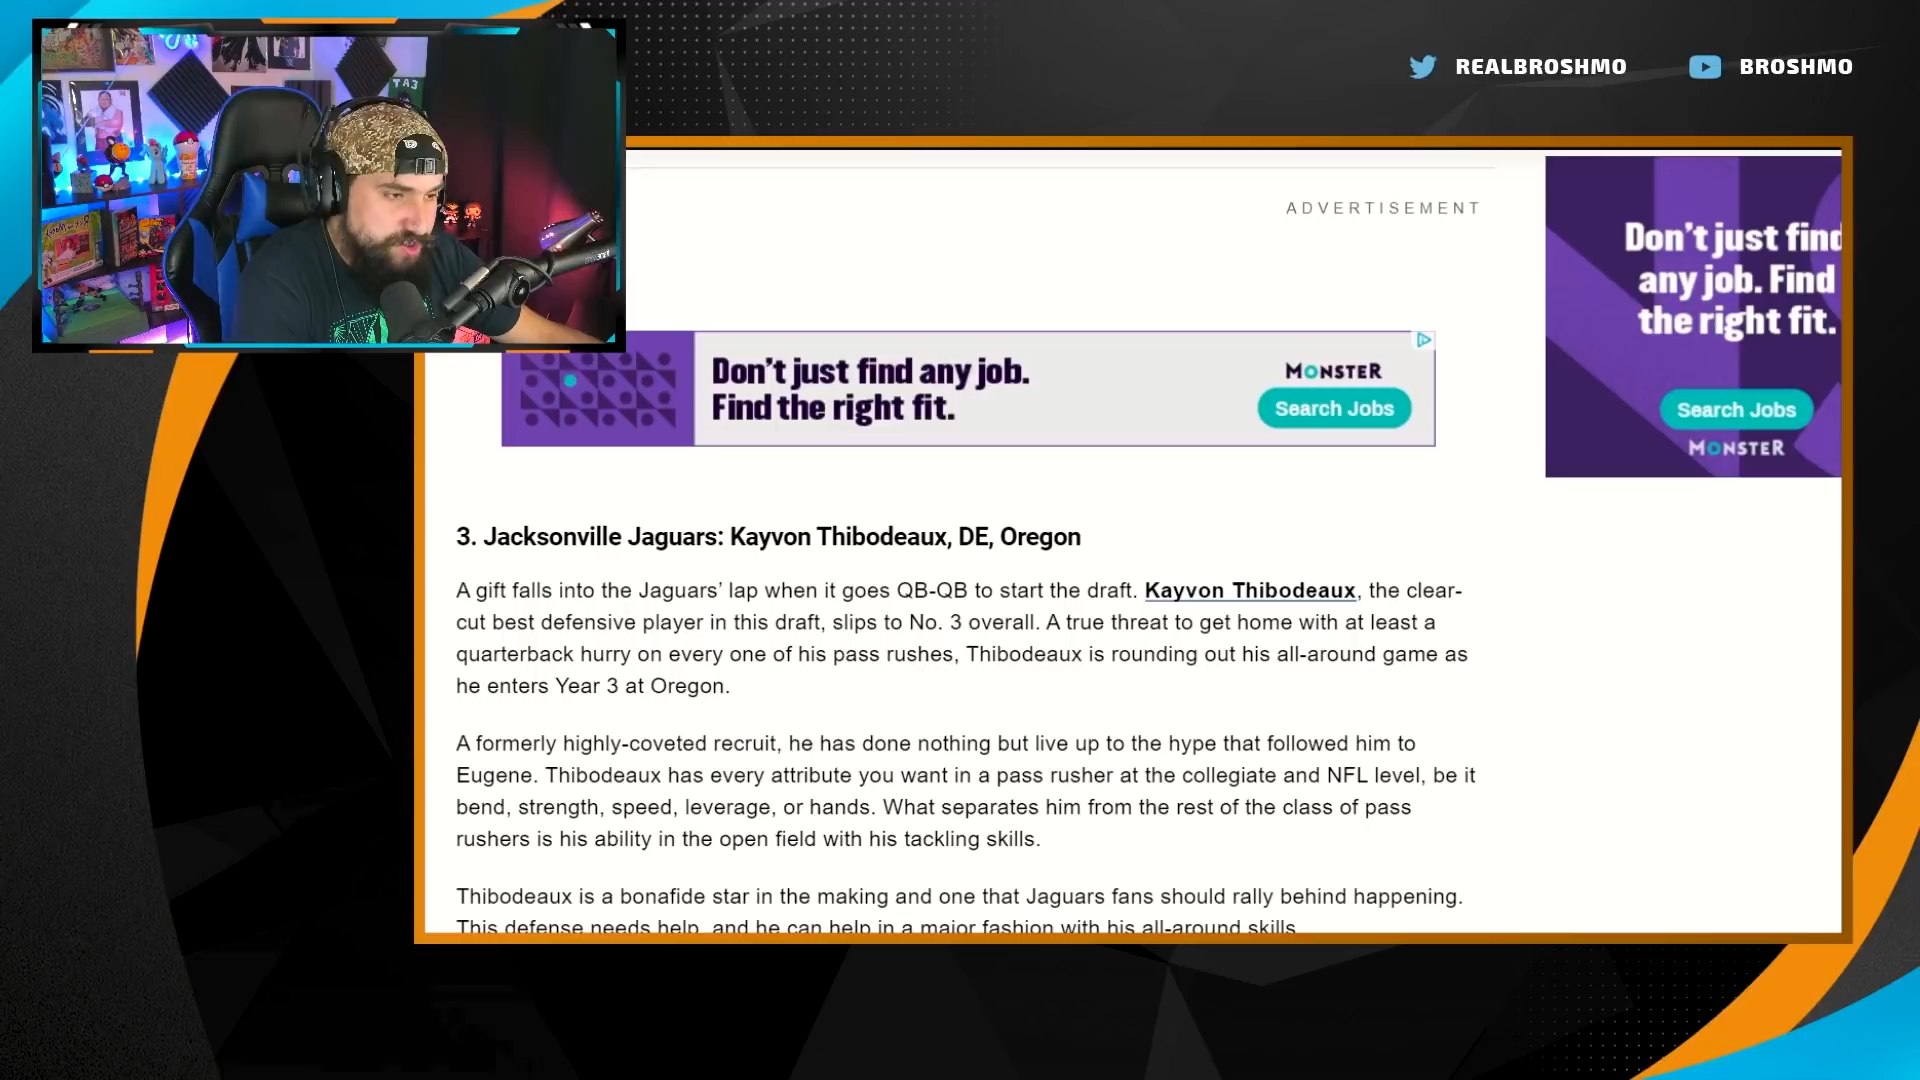 REALBROSHMO
BROSHMO
ADVERTISEMENT
Don't just find
any job. Find
the right fit.
Search Jobs
MONSTER
Don't just find any job.
Find the right fit.
MONSTER
Search Jobs
3. Jacksonville Jaguars: Kayvon Thibodeaux, DE, Oregon
A gift falls into the Jaguars’ lap when it goes QB-QB to start the draft. Kayvon Thibodeaux, the clear-
cut best defensive player in this draft, slips to No. 3 overall. A true threat to get home with at least a
quarterback hurry on every one of his pass rushes, Thibodeaux is rounding out his all-around game as
he enters Year 3 at Oregon.
A formerly highly-coveted recruit, he has done nothing but live up to the hype that followed him to
Eugene. Thibodeaux has every attribute you want in a pass rusher at the collegiate and NFL level, be it
bend, strength, speed, leverage, or hands. What separates him from the rest of the class of pass
rushers is his ability in the open field with his tackling skills.
Thibodeaux is a bonafide star in the making and one that Jaguars fans should rally behind happening.
This defense needs help, and he can help in a major fashion with his all-around skills.